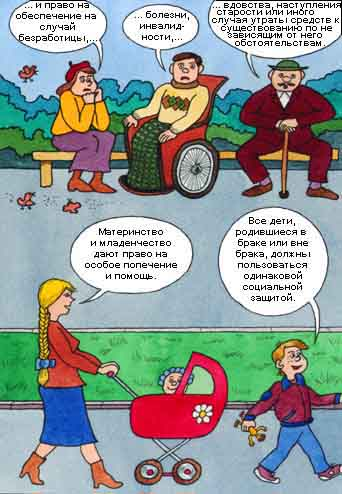 ... и право на
обеспечение на
случай
безработицы,...
... болезни,
инвалид-
ности,...
... вдовства, наступления
старости или иного
случая утраты средств к
существованию по не
зависящим от него
обстоятельствам.
Материнство
и младенчество
дают право на
особое попечение
и помощь.
Все дети,
родившиеся в
браке или вне
брака, должны
пользоваться
одинаковой
социальной
защитой.